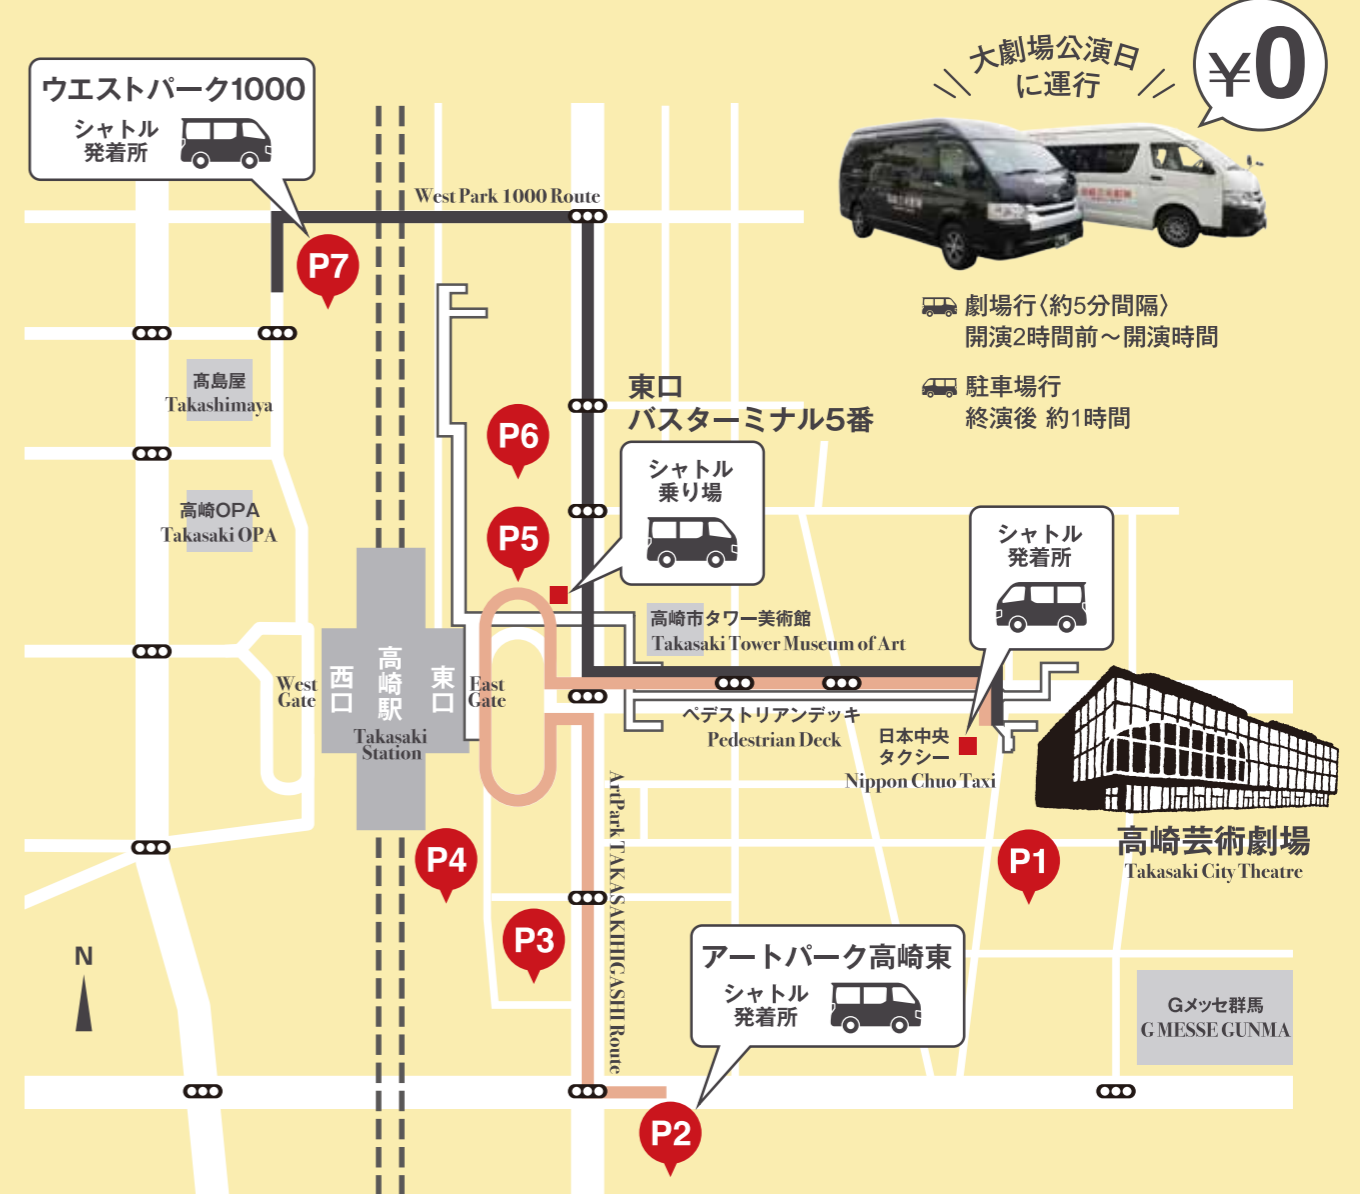 大劇場公演日
に運行
¥0
劇場行〈約5分間隔〉
開演2時間前～開演時間
駐車場行
終演後 約1時間
ウエストパーク1000
シャトル
発着所
West Park 1000 Route
P7
髙島屋
Takashimaya
高崎OPA
Takasaki OPA
P6
P5
東口
バスターミナル5番
シャトル
乗り場
シャトル
発着所
高崎市タワー美術館
Takasaki Tower Museum of Art
West
Gate
西口
高崎駅
東口
East
Gate
Takasaki
Station
ペデストリアンデッキ
Pedestrian Deck
日本中央
タクシー
Nippon Chuo Taxi
高崎芸術劇場
Takasaki City Theatre
P1
P4
P3
ArtPark TAKASAKIHIGASHI Route
アートパーク高崎東
シャトル
発着所
P2
Gメッセ群馬
G MESSE GUNMA
N